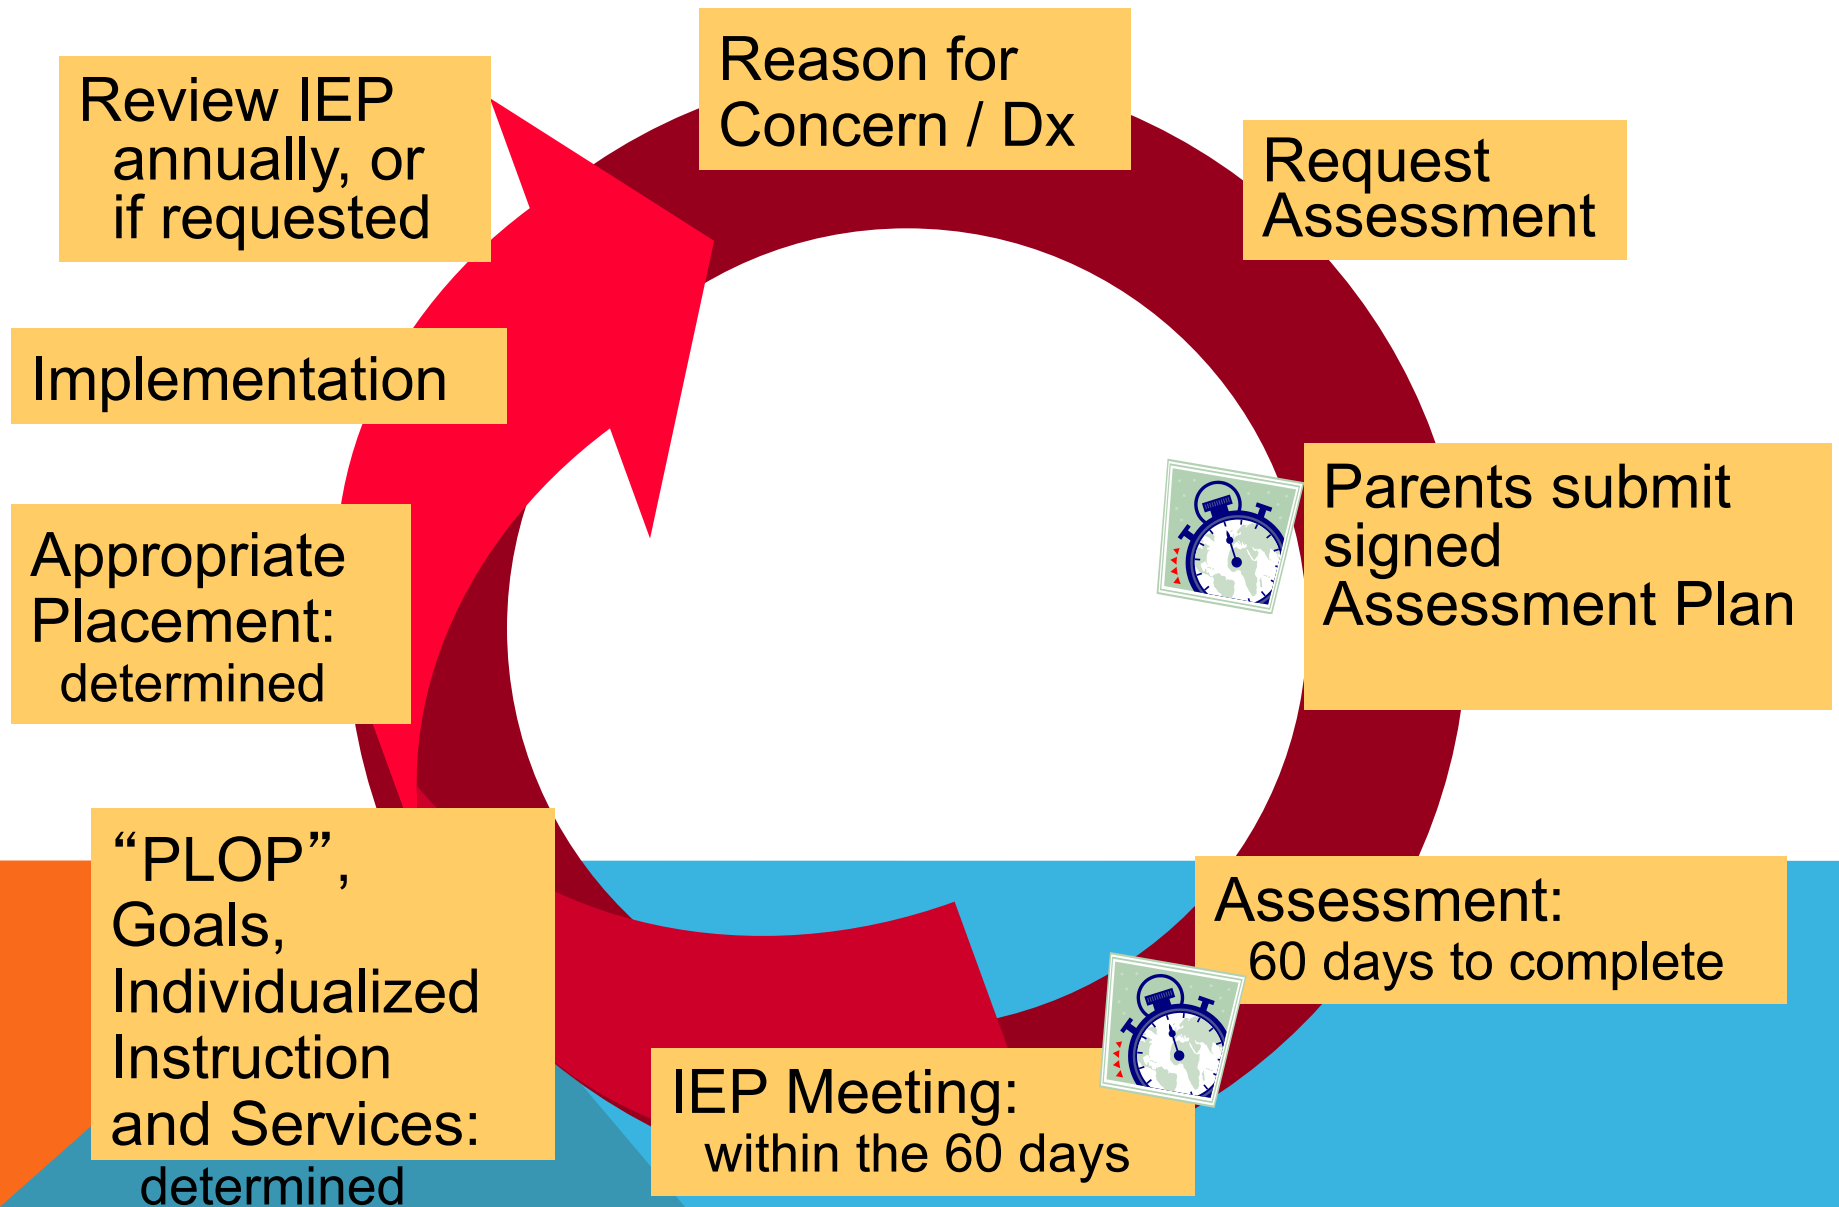 Reason for
Concern / Dx
Request
Assessment
Parents submit
signed
Assessment Plan
Assessment:
60 days to complete
IEP Meeting:
within the 60 days
“PLOP”,
Goals,
Individualized
Instruction
and Services:
determined
Appropriate
Placement:
determined
Implementation
Review IEP
annually, or
if requested